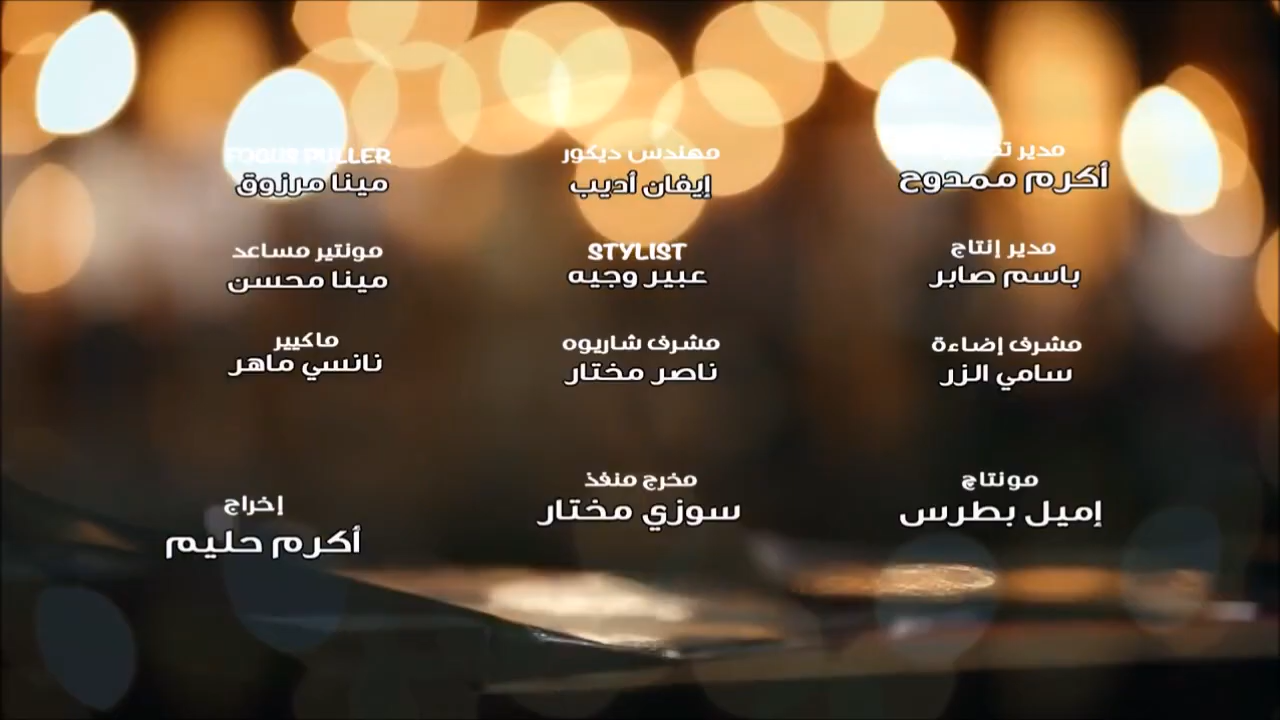 مدير
أكرم ممدوح
مدير إنتاج
باسم صابر
مشرف إضاءة
سامي الزر
مونتاج
إميل بطرس
مهندس ديكور
إيفان أديب
STYLIST
عبير وجيه
مشرف شاريوه
ناصر مختار
مخرج منفذ
سوزي مختار
FOCUS PULLER
مينا مرزوق
مونتير مساعد
مينا محسن
ماكيير
نانسي ماهر
إخراج
أكرم حليم